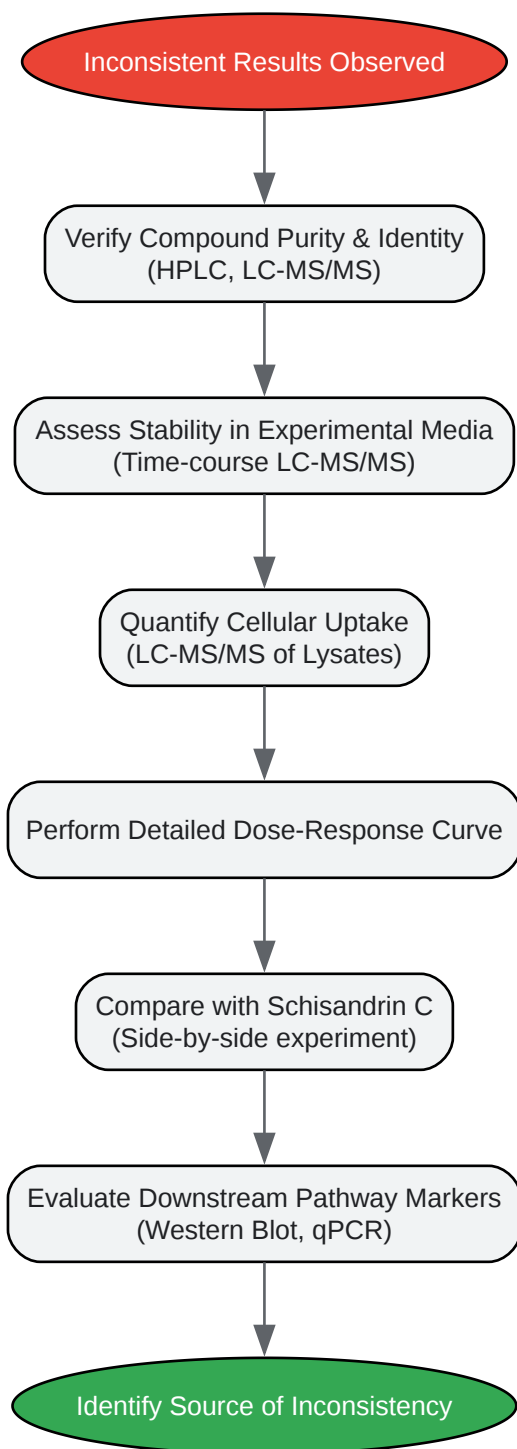 Inconsistent Results Observed
Verify Compound Purity & Identity
(HPLC, LC-MS/MS)
Assess Stability in Experimental Media
(Time-course LC-MS/MS)
Quantify Cellular Uptake
(LC-MS/MS of Lysates)
Perform Detailed Dose-Response Curve
Compare with Schisandrin C
(Side-by-side experiment)
Evaluate Downstream Pathway Markers
(Western Blot, qPCR)
Identify Source of Inconsistency